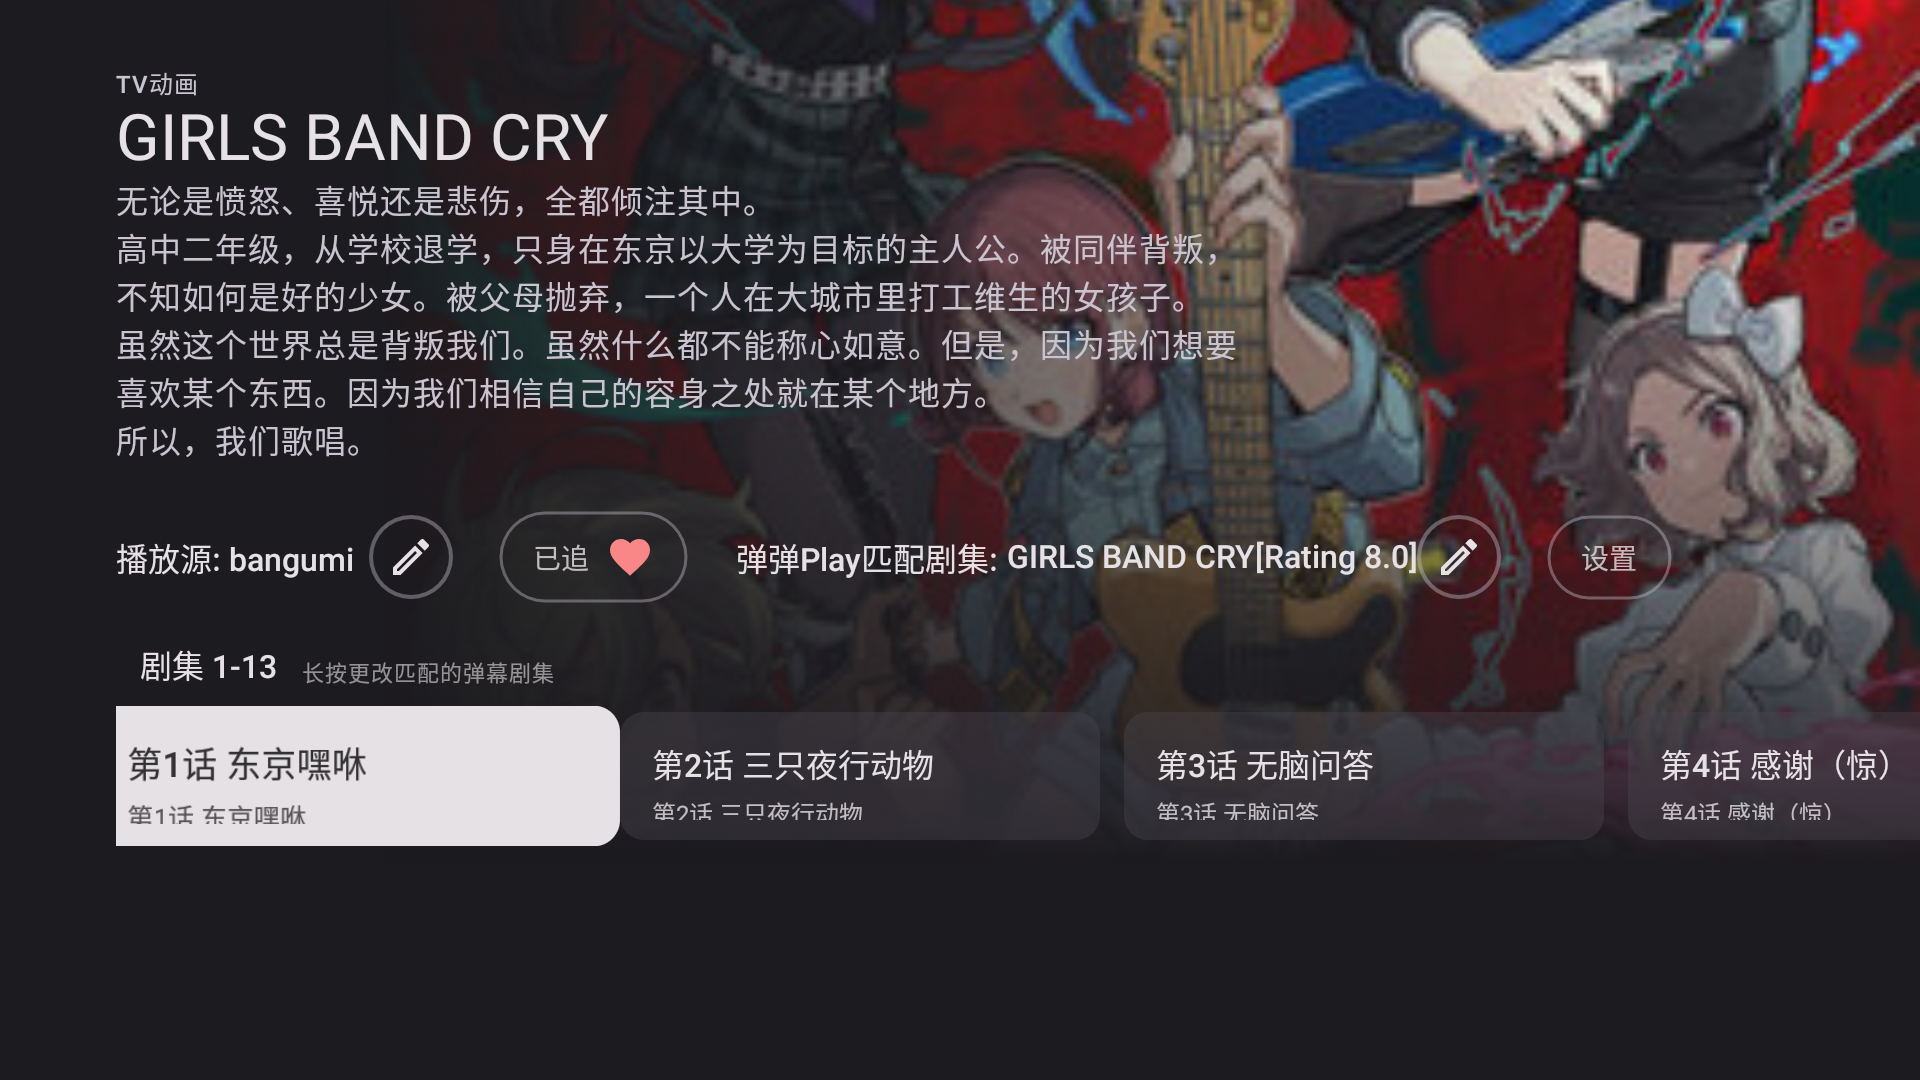 TV动画
GIRLS BAND CRY
无论是愤怒、喜悦还是悲伤，全都倾注其中。
高中二年级，从学校退学，只身在东京以大学为目标的主人公。被同伴背叛，
不知如何是好的少女。被父母抛弃，一个人在大城市里打工维生的女孩子。
虽然这个世界总是背叛我们。虽然什么都不能称心如意。但是，因为我们想要
喜欢某个东西。因为我们相信自己的容身之处就在某个地方。
所以，我们歌唱。
播放源: bangumi 已追 弹弹Play匹配剧集: GIRLS BAND CRY[Rating 8.0] 设置
剧集 1-13 长按更改匹配的弹幕剧集
第1话 东京嘿咻 第2话 三只夜行动物 第3话 无脑问答 第4话 感谢（惊）
第1话 东京嘿咻 第2话 三只夜行动物 第3话 无脑问答 第4话 感谢（惊）